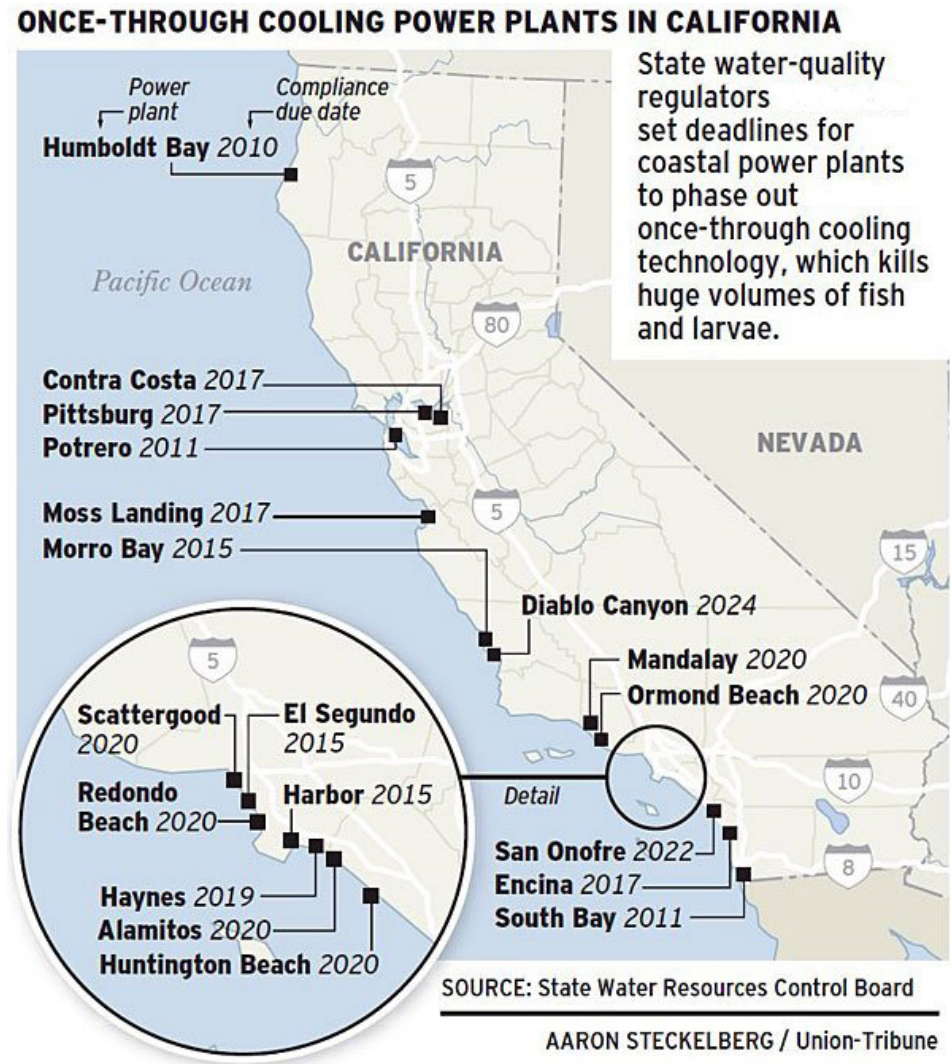 ONCE-THROUGH COOLING POWER PLANTS IN CALIFORNIA
State water-quality
regulators
set deadlines for
coastal power plants
to phase out
once-through cooling
technology, which kills
huge volumes of fish
and larvae.
Power
plant
Compliance
due date
Humboldt Bay 2010
5
CALIFORNIA
Pacific Ocean
80
Contra Costa 2017
Pittsburg 2017
Potrero 2011
NEVADA
Moss Landing 2017
5
Morro Bay 2015
15
Diablo Canyon 2024
Mandalay 2020
Ormond Beach 2020
40
5
Scattergood
2020
El Segundo
2015
Redondo
Beach 2020
Harbor 2015
Detail
10
San Onofre 2022
Encina 2017
South Bay 2011
8
Haynes 2019
Alamitos 2020
Huntington Beach 2020
SOURCE: State Water Resources Control Board
AARON STECKELBERG / Union-Tribune